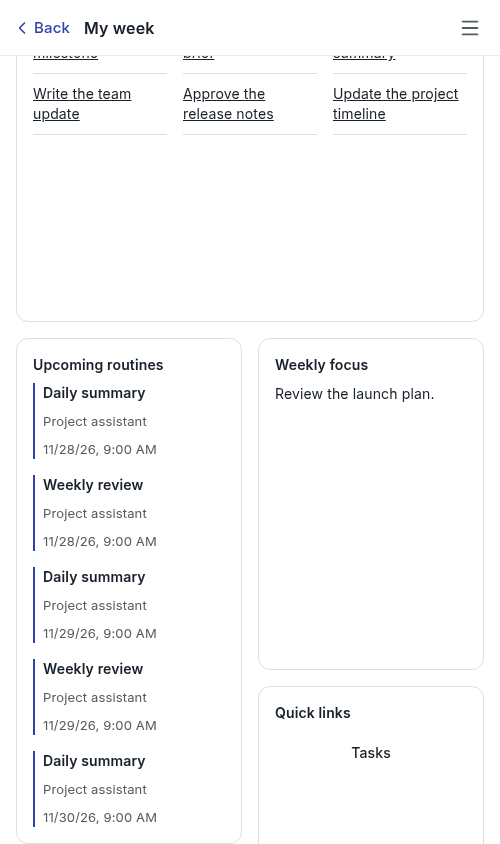 Back My week
milestone brief summary
Write the team update
Approve the release notes
Update the project timeline
Upcoming routines
Daily summary
Project assistant
11/28/26, 9:00 AM
Weekly review
Project assistant
11/28/26, 9:00 AM
Daily summary
Project assistant
11/29/26, 9:00 AM
Weekly review
Project assistant
11/29/26, 9:00 AM
Daily summary
Project assistant
11/30/26, 9:00 AM
Weekly focus
Review the launch plan.
Quick links
Tasks